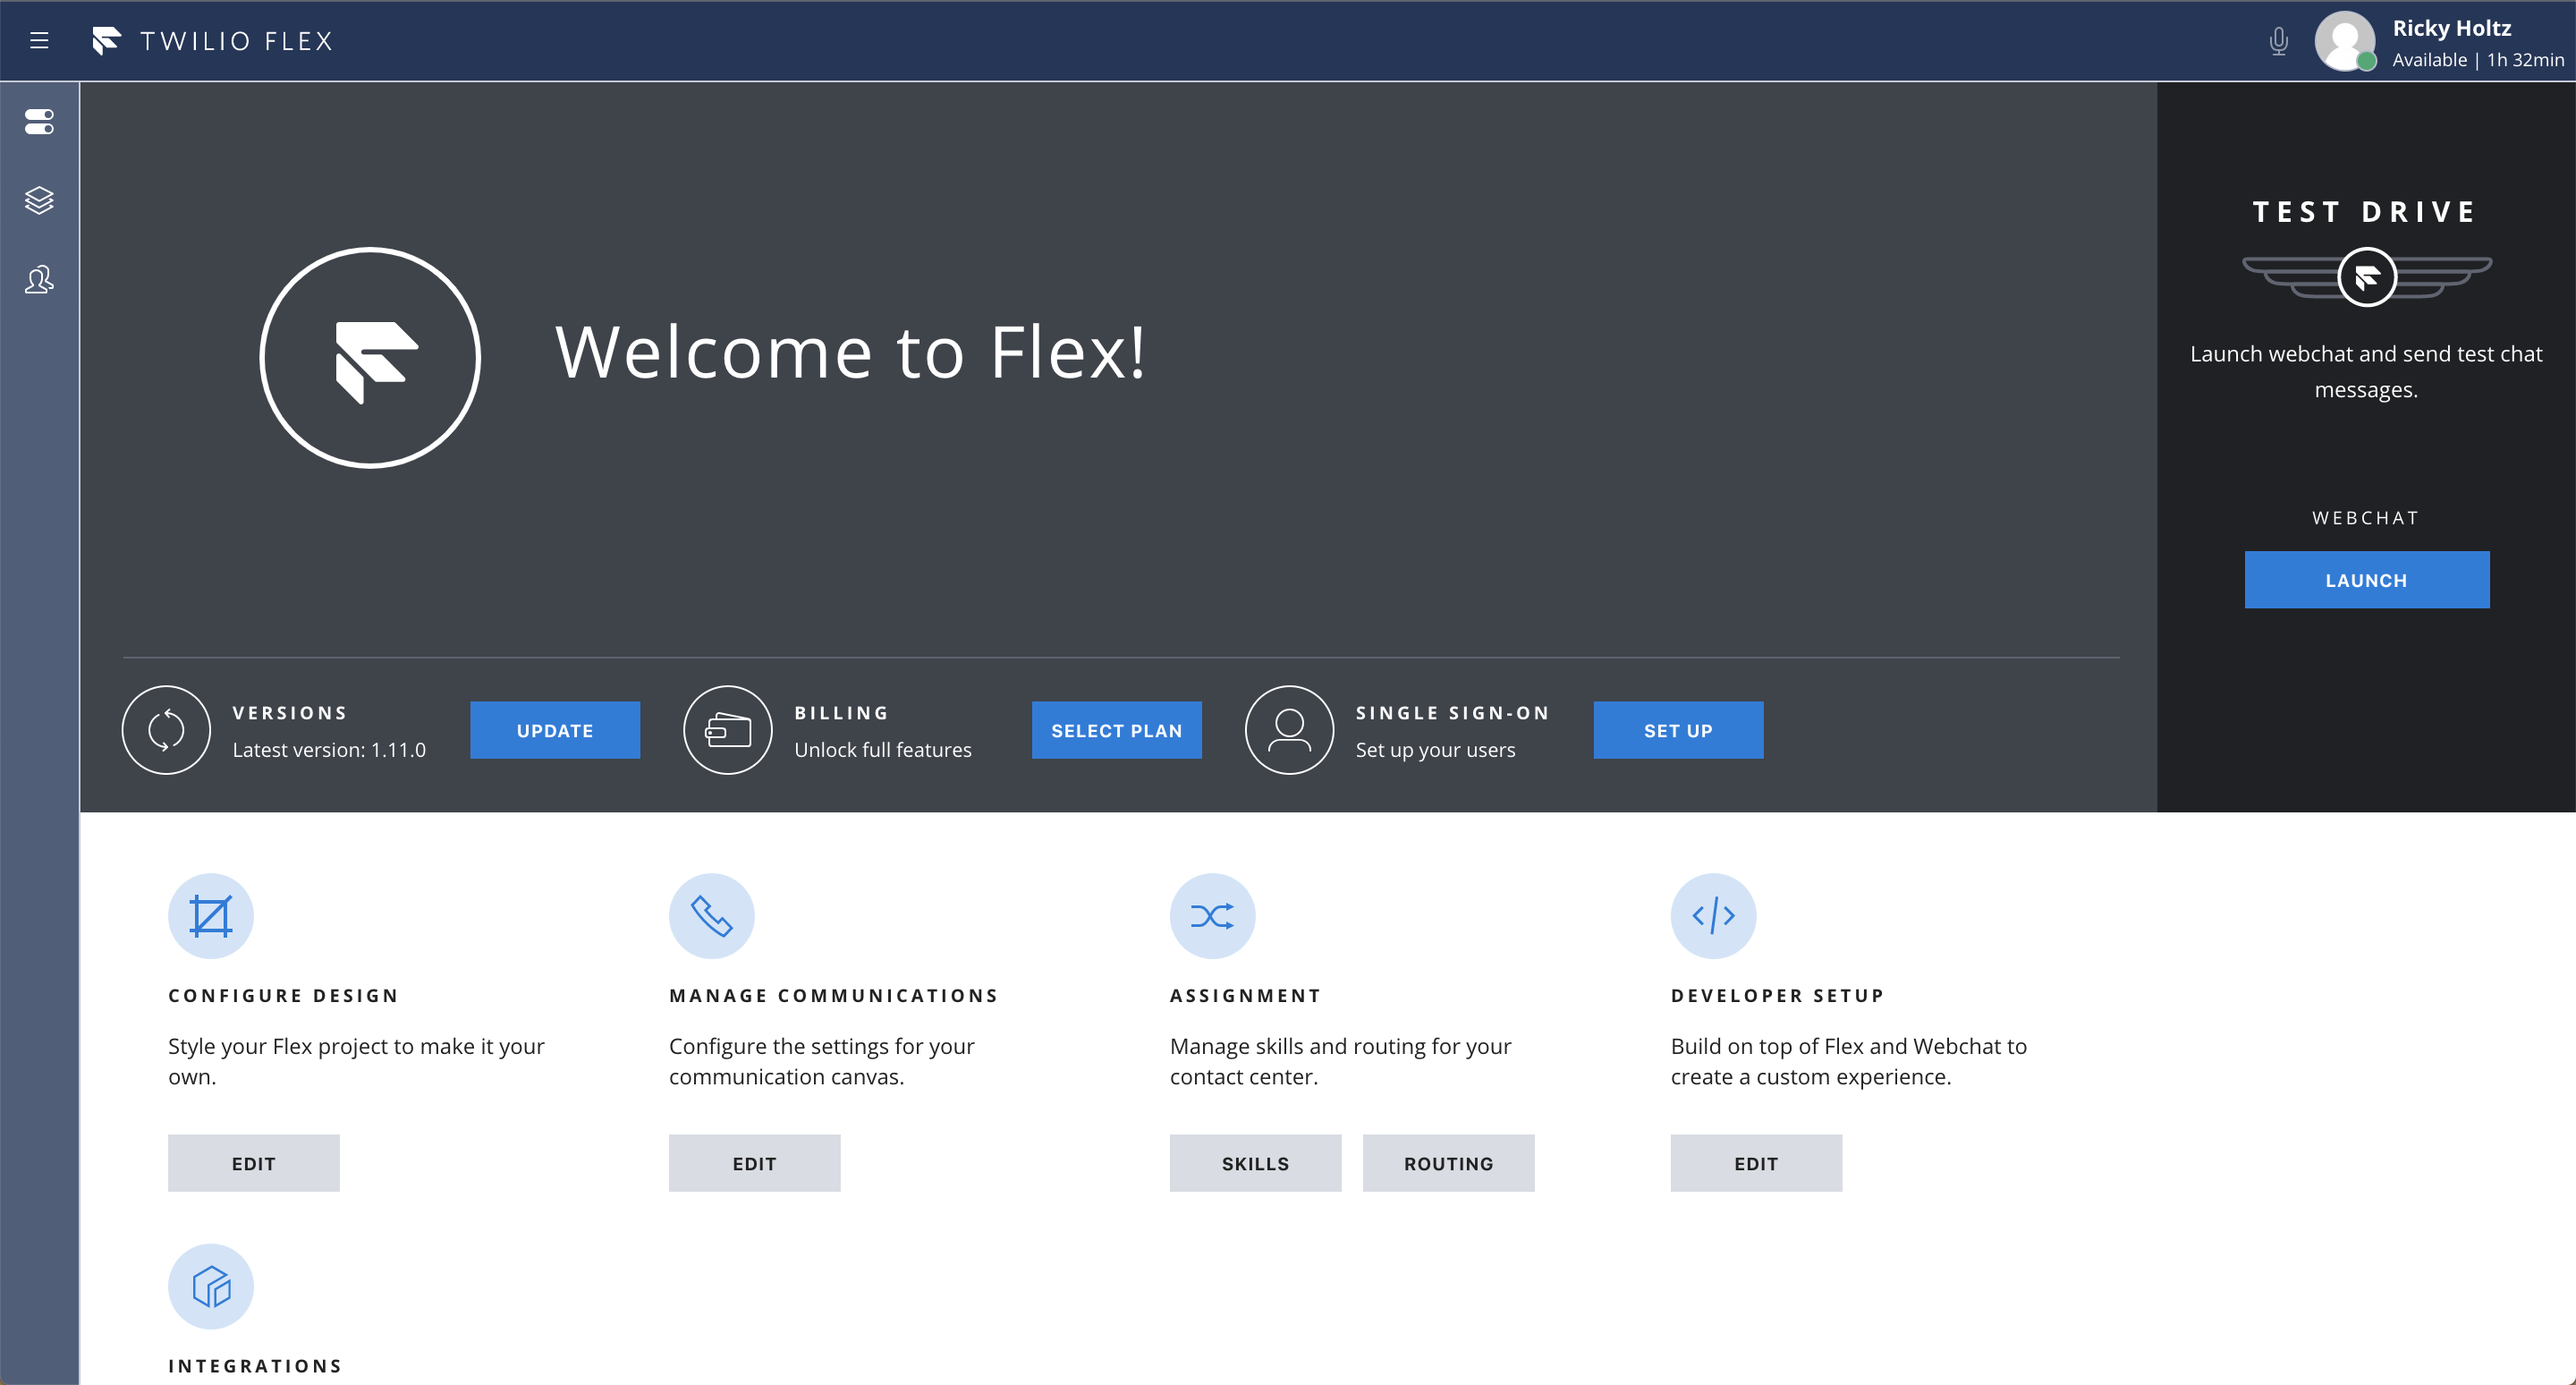 TWILIO FLEX
Ricky Holtz
Available | 1h 32min
Welcome to Flex!
TEST DRIVE
Launch webchat and send test chat
messages.
WEBCHAT
LAUNCH
VERSIONS
Latest version: 1.11.0
UPDATE
BILLING
Unlock full features
SELECT PLAN
SINGLE SIGN-ON
Set up your users
SET UP
CONFIGURE DESIGN
Style your Flex project to make it your
own.
EDIT
MANAGE COMMUNICATIONS
Configure the settings for your
communication canvas.
EDIT
ASSIGNMENT
Manage skills and routing for your
contact center.
SKILLS
ROUTING
DEVELOPER SETUP
Build on top of Flex and Webchat to
create a custom experience.
EDIT
INTEGRATIONS